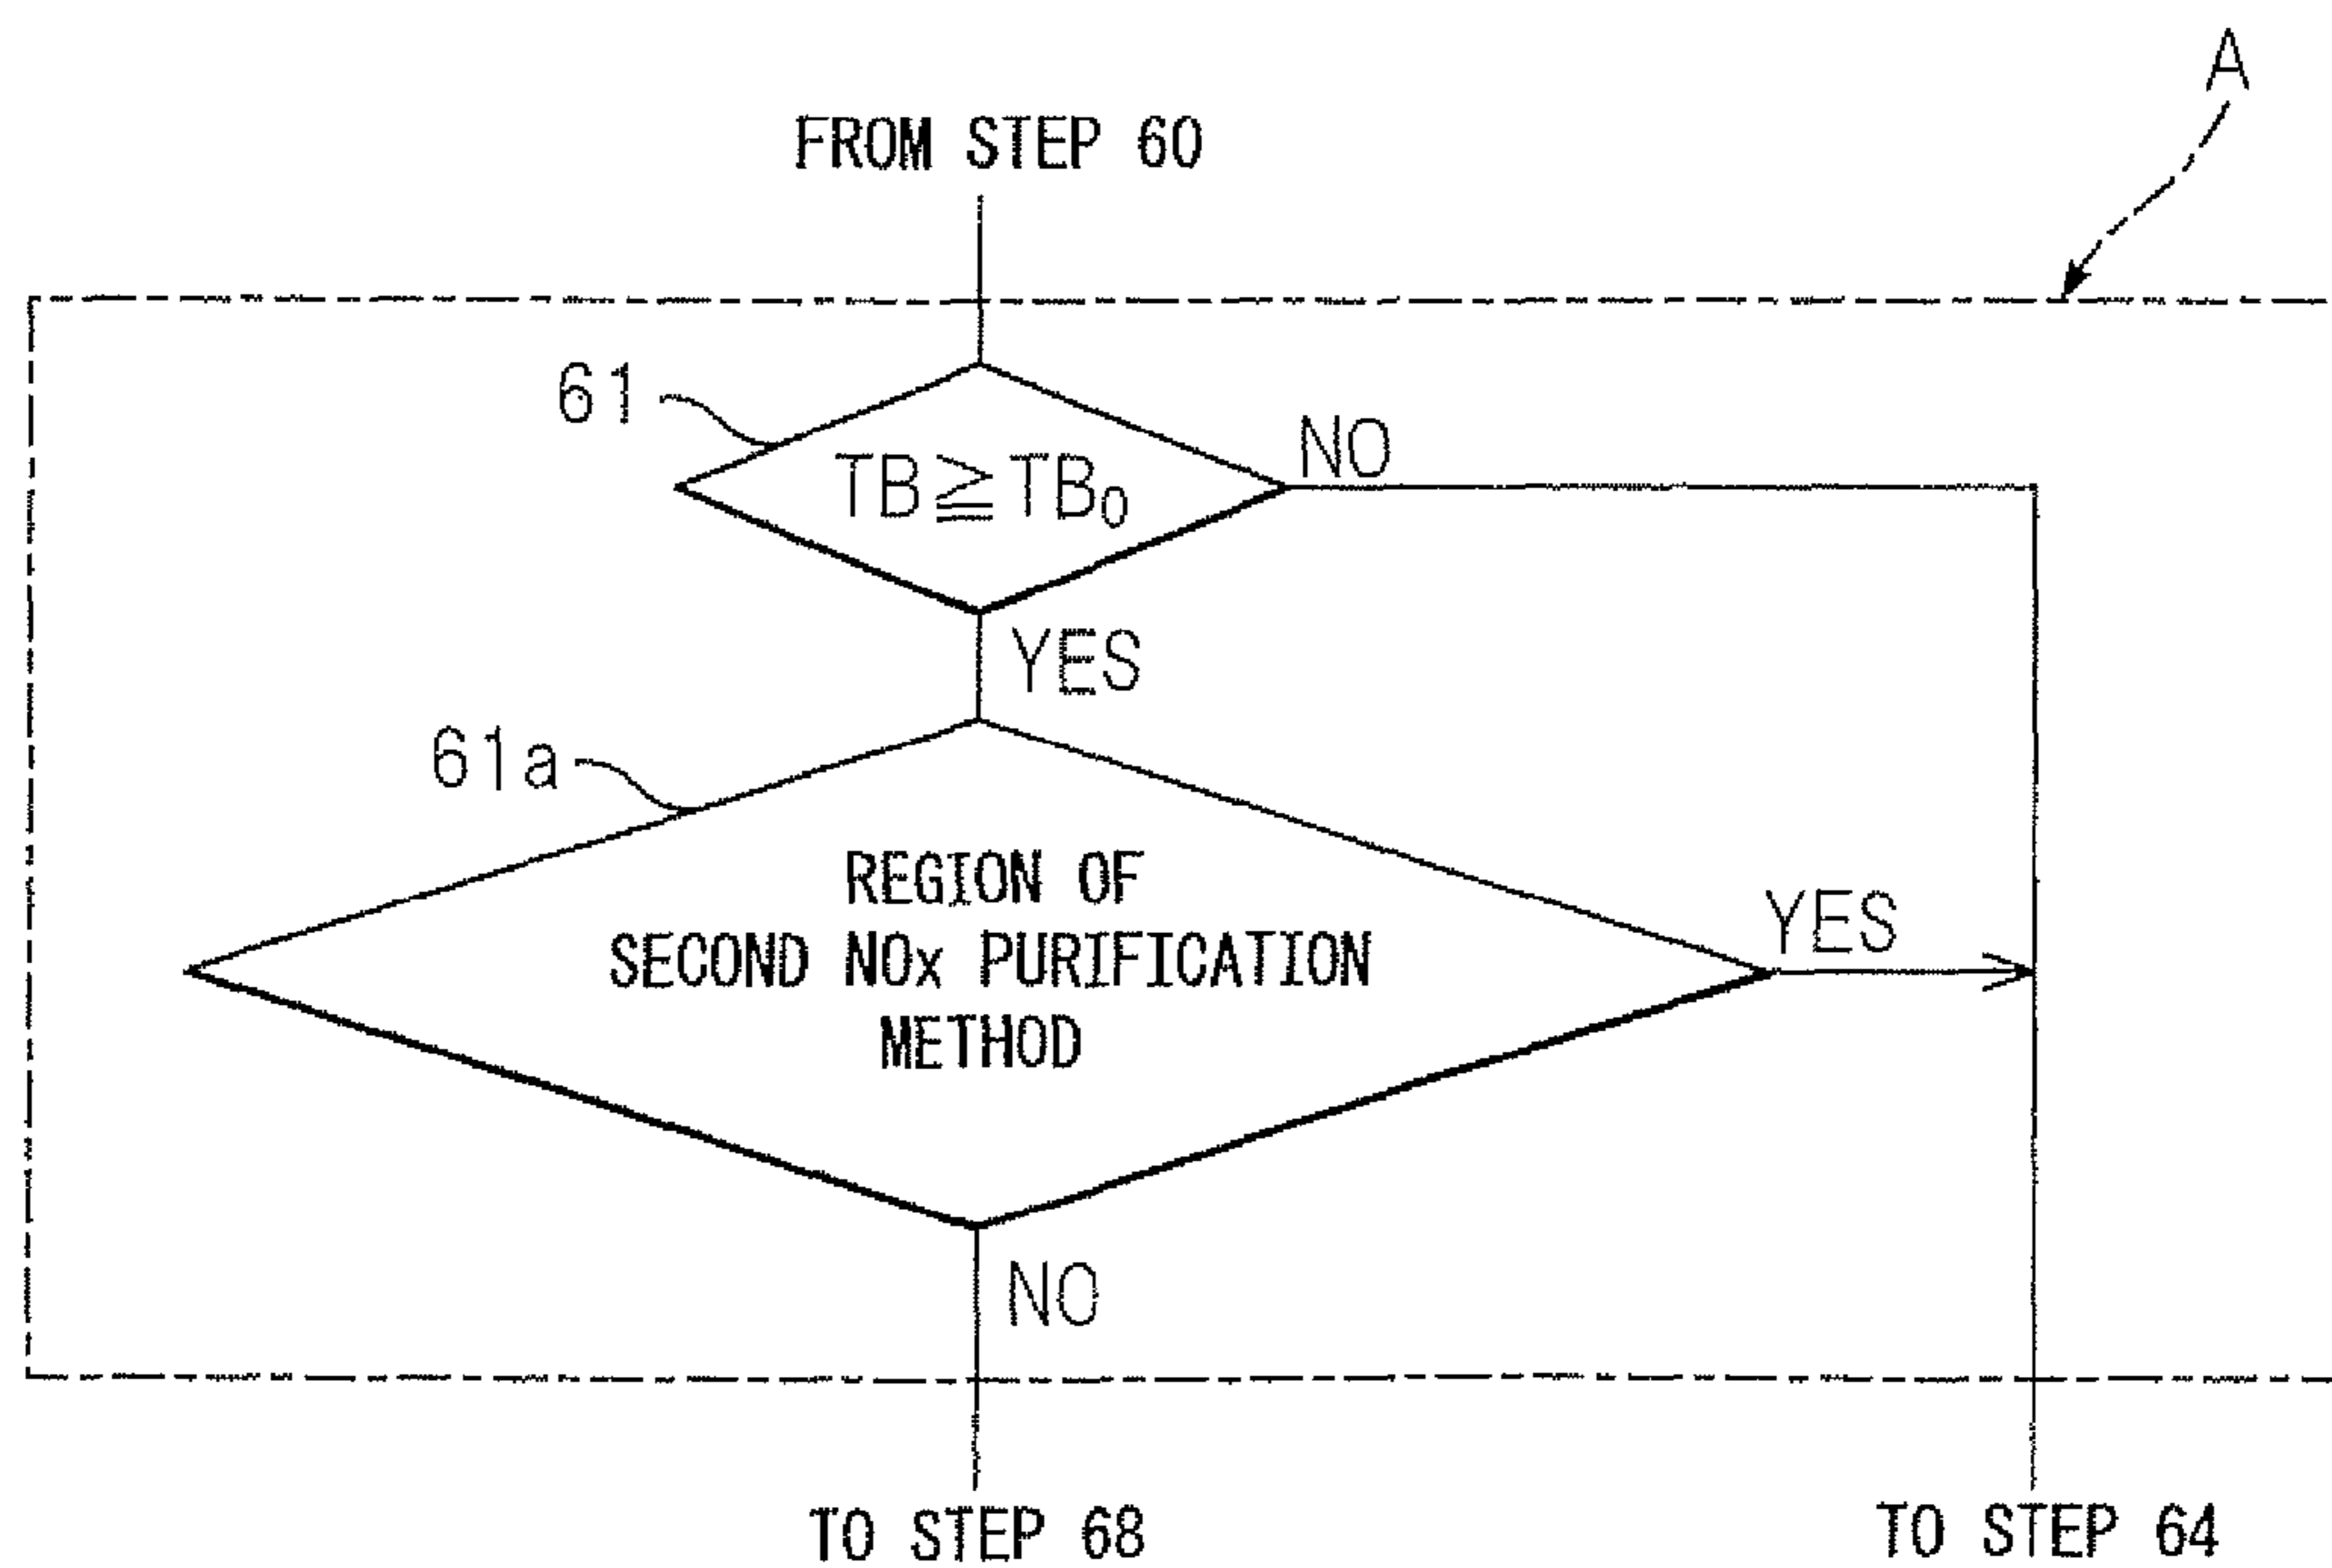 A
FROM STEP 60
61
TB≧TB₀
NO
YES
61a
REGION OF
SECOND NOx PURIFICATION
METHOD
YES
NO
TO STEP 68
TO STEP 64